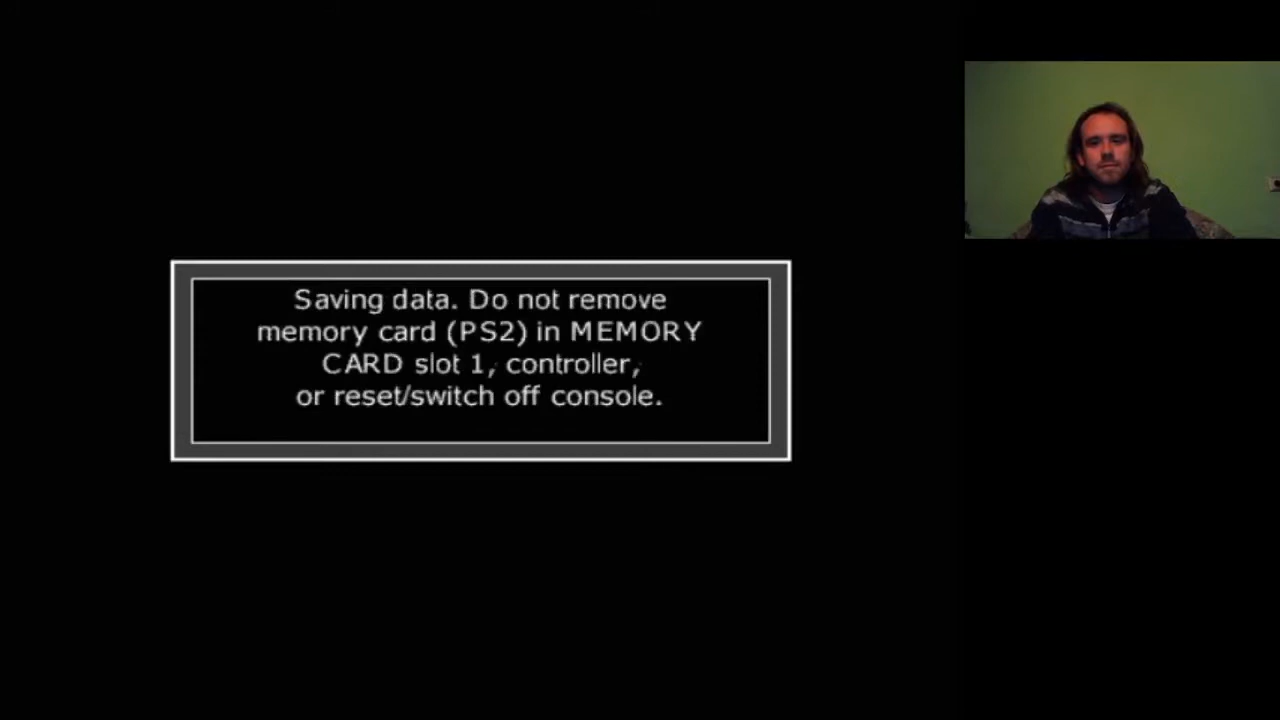 Saving data. Do not remove
memory card (PS2) in MEMORY
CARD slot 1, controller,
or reset/switch off console.